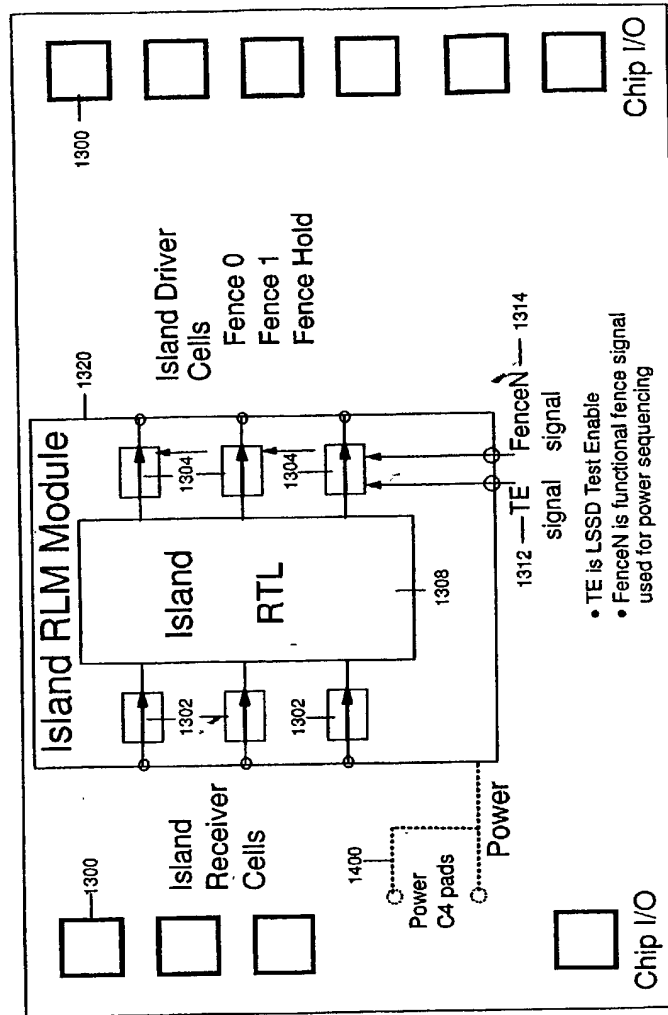 1300
Chip I/O
Island
Receiver
Cells
1400
Power
C4 pads
Power
Island RLM Module
1320
1302
1302
Island
RTL
1308
1304
1304
Island Driver
Cells
Fence 0
Fence 1
Fence Hold
1312
TE
signal
FenceN
signal
1314
• TE is LSSD Test Enable
• FenceN is functional fence signal
used for power sequencing
1300
Chip I/O